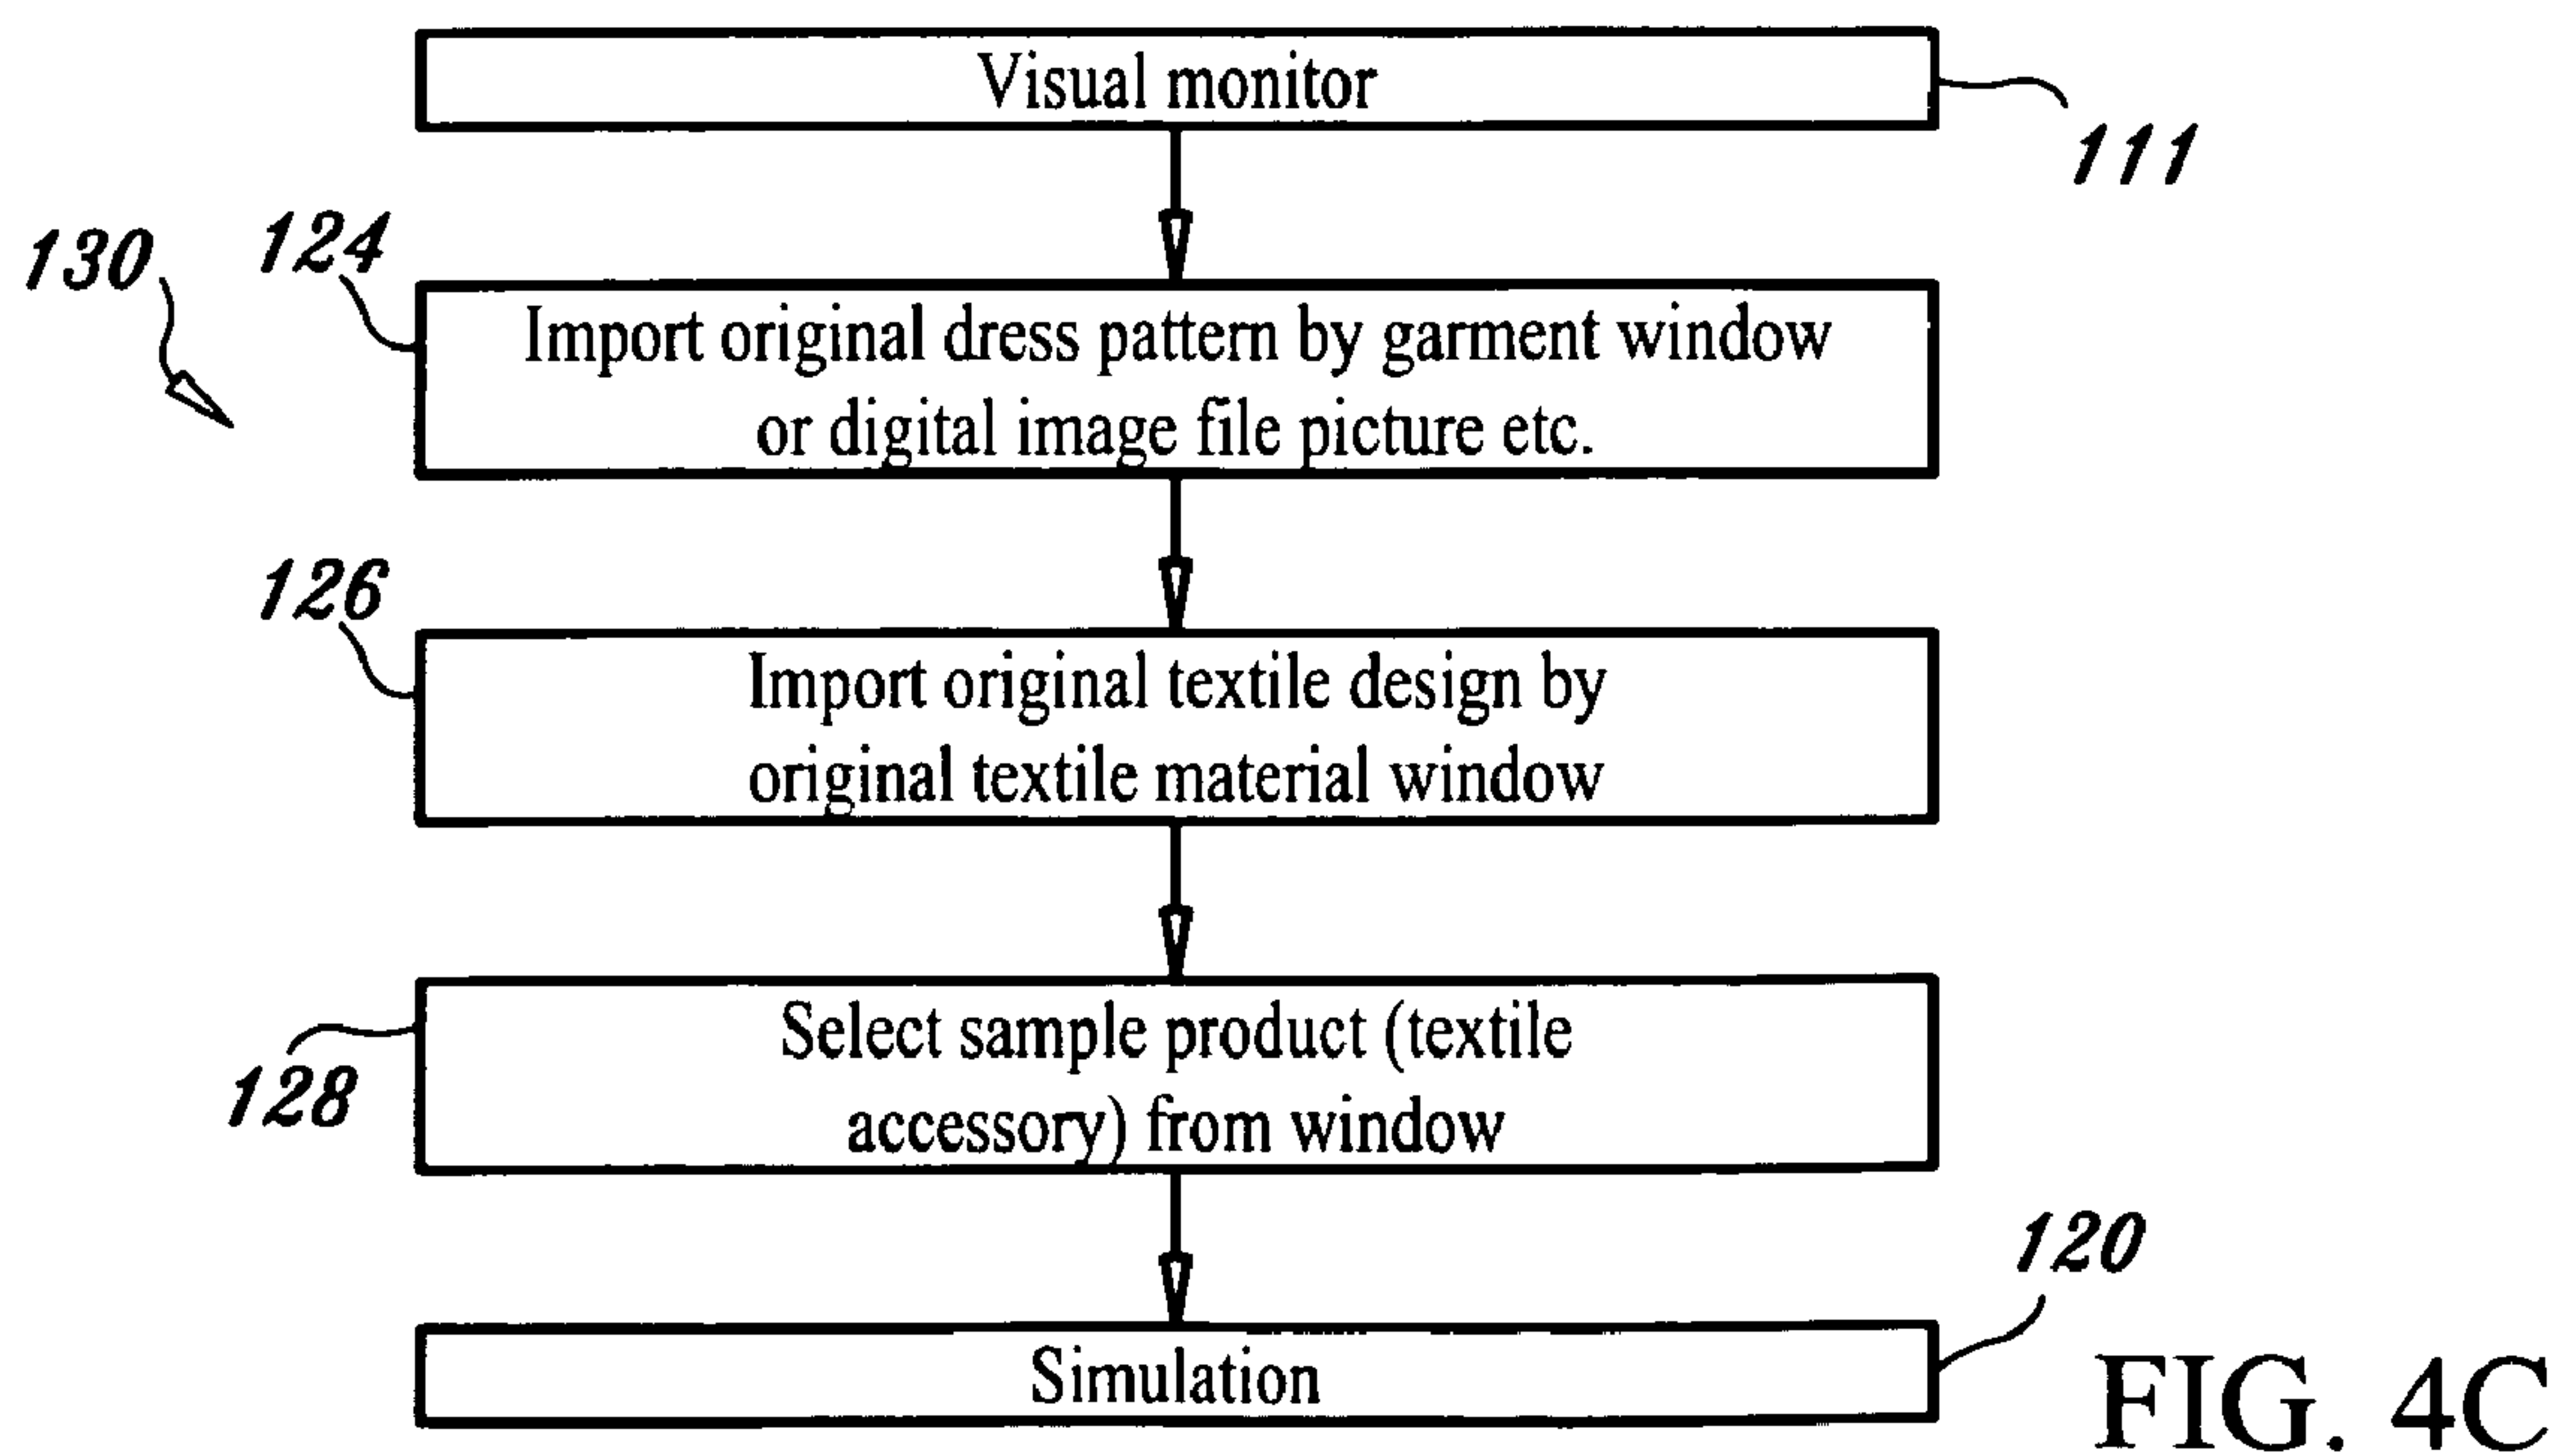 Visual monitor
111
130
124
Import original dress pattern by garment window
or digital image file picture etc.
126
Import original textile design by
original textile material window
Select sample product (textile
accessory) from window
128
120
Simulation
FIG. 4C